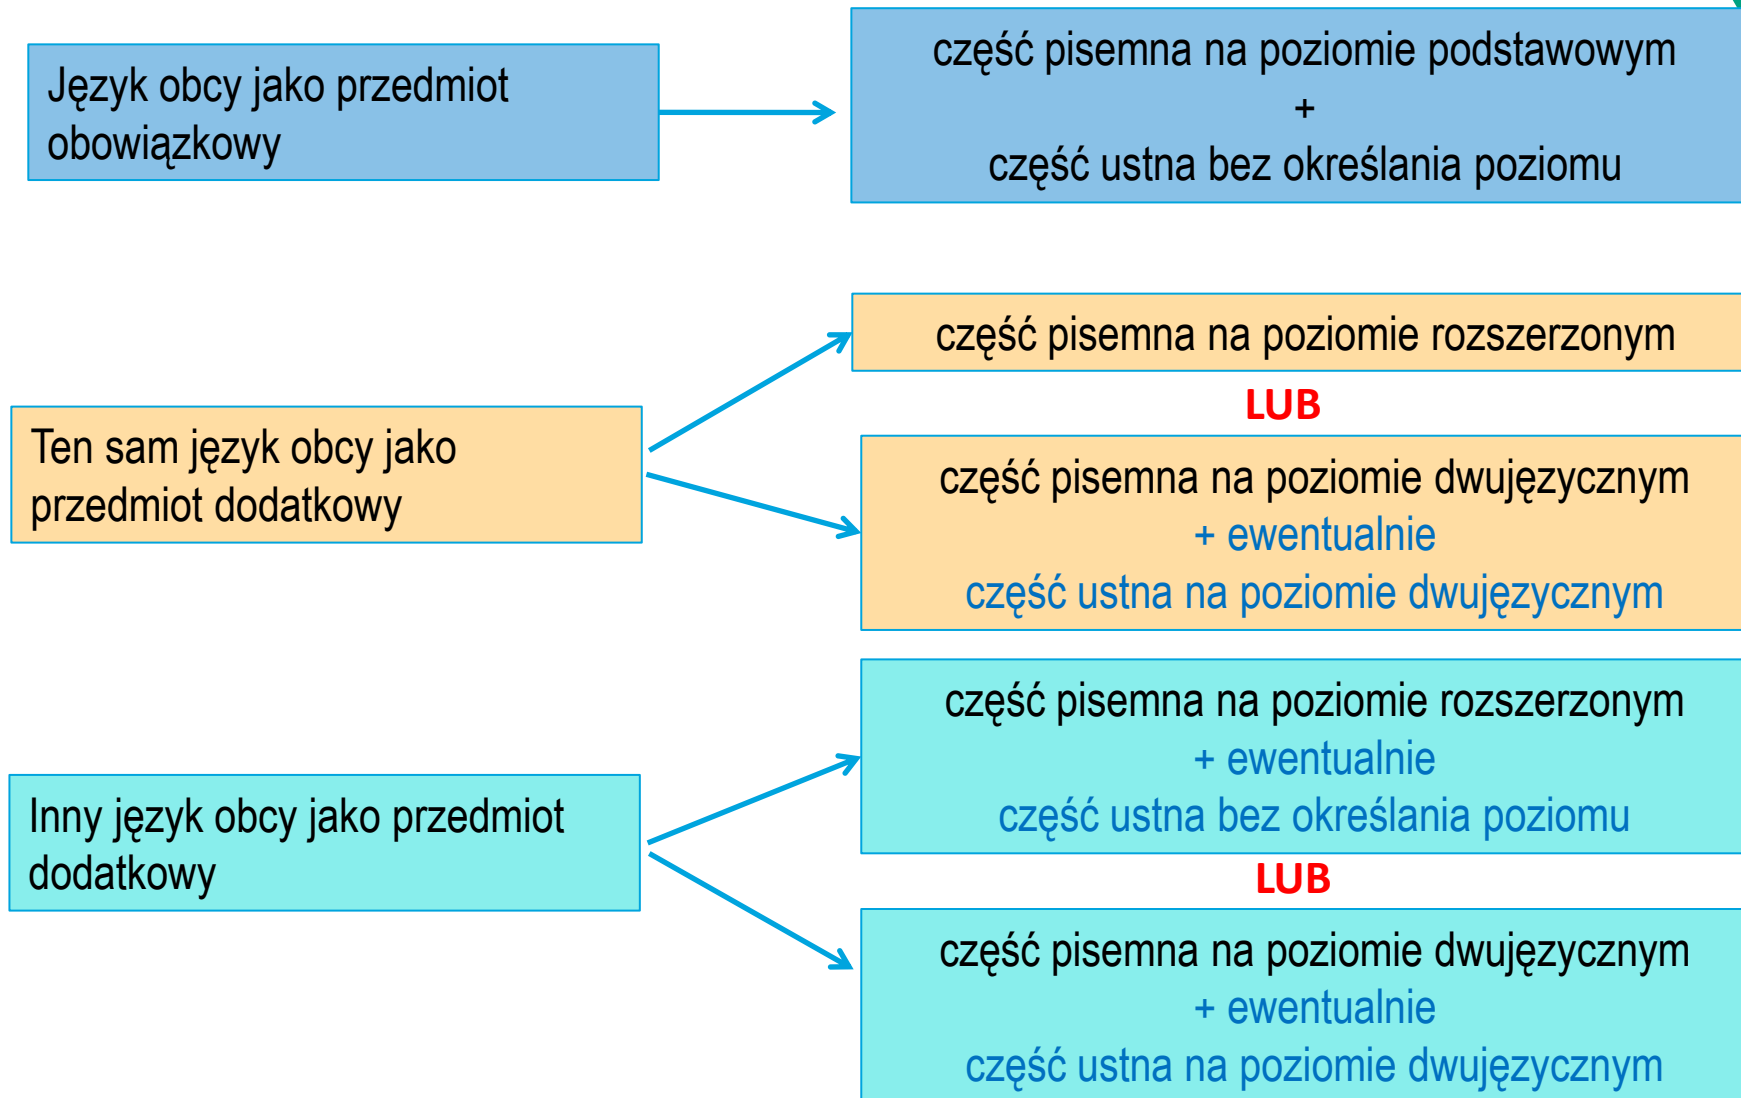 Język obcy jako przedmiot
obowiązkowy
część pisemna na poziomie podstawowym
+
część ustna bez określania poziomu
Ten sam język obcy jako
przedmiot dodatkowy
część pisemna na poziomie rozszerzonym
LUB
część pisemna na poziomie dwujęzycznym
+ ewentualnie
część ustna na poziomie dwujęzycznym
Inny język obcy jako przedmiot
dodatkowy
część pisemna na poziomie rozszerzonym
+ ewentualnie
część ustna bez określania poziomu
LUB
część pisemna na poziomie dwujęzycznym
+ ewentualnie
część ustna na poziomie dwujęzycznym